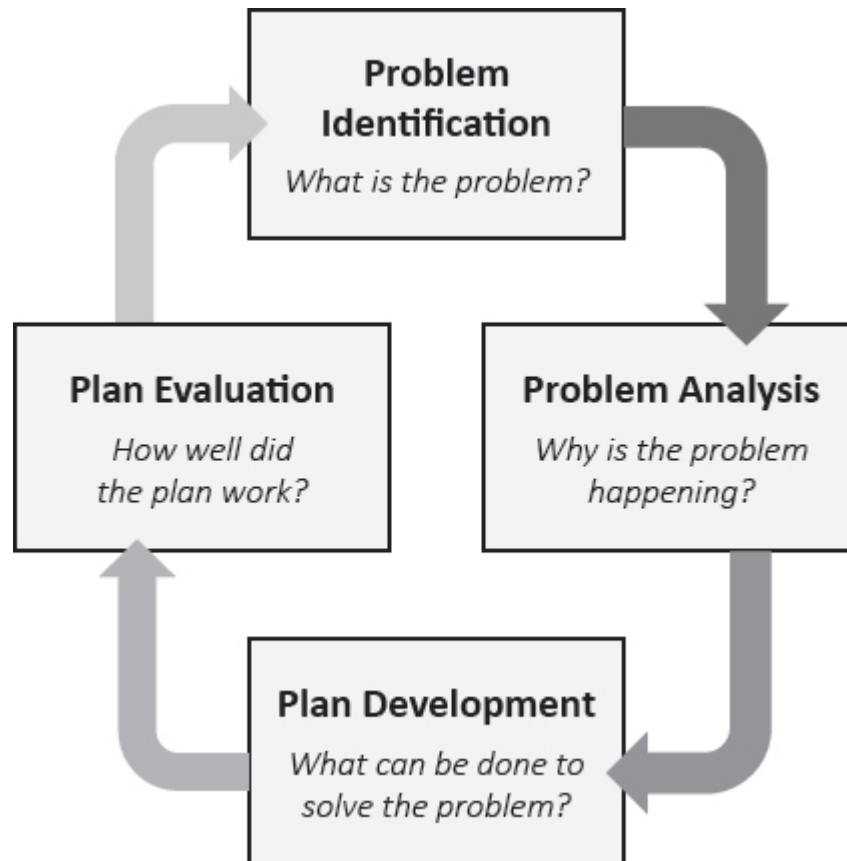 Problem
Identification
What is the problem?
Problem Analysis
Why is the problem
happening?
Plan Development
What can be done to
solve the problem?
Plan Evaluation
How well did
the plan work?